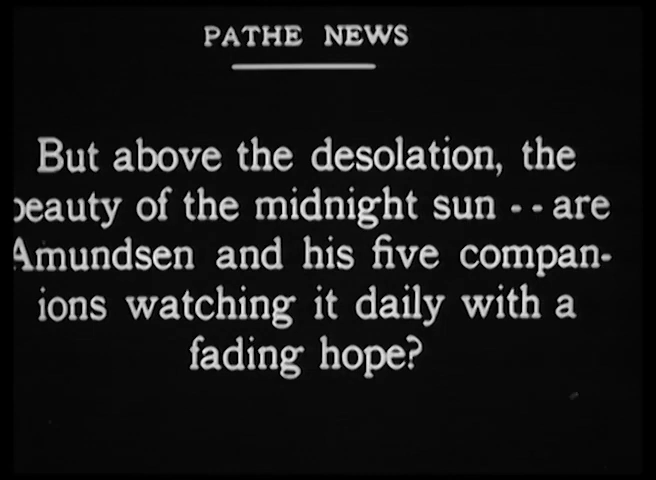 PATHE NEWS
But above the desolation, the
beauty of the midnight sun -- are
Amundsen and his five compan-
ions watching it daily with a
fading hope?